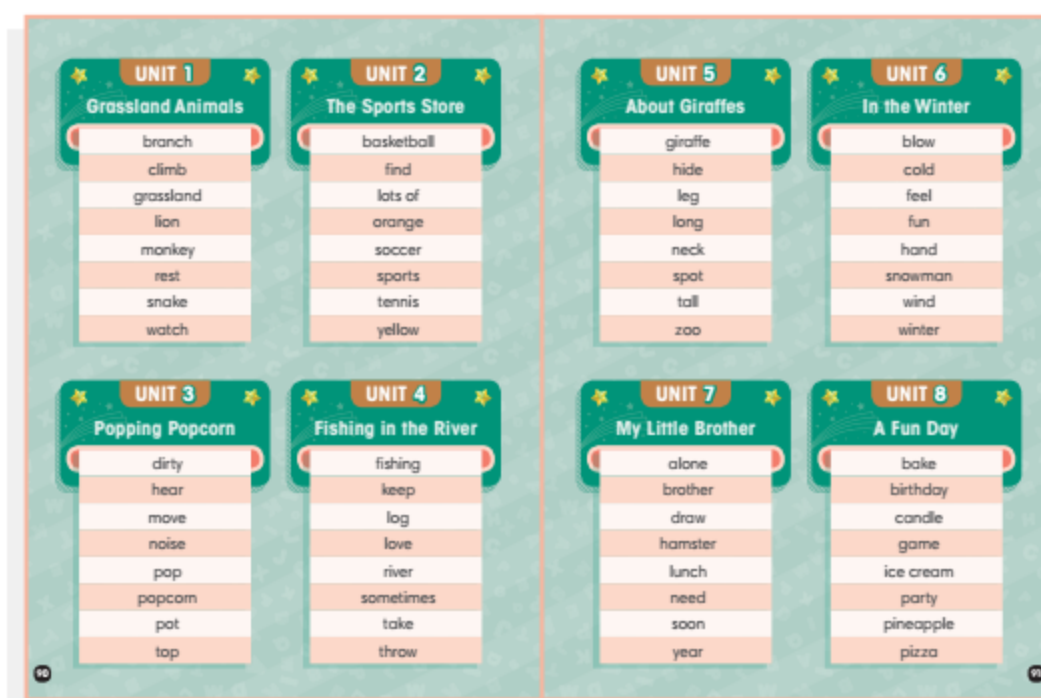 UNIT 1
Grassland Animals
branch
climb
grassland
lion
monkey
rest
snake
watch
UNIT 2
The Sports Store
basketball
find
lots of
orange
soccer
sports
tennis
yellow
UNIT 3
Popping Popcorn
dirty
hear
move
noise
pop
popcorn
pot
top
UNIT 4
Fishing in the River
fishing
keep
log
love
river
sometimes
take
throw
90
UNIT 5
About Giraffes
giraffe
hide
leg
long
neck
spot
tall
zoo
UNIT 6
In the Winter
blow
cold
feel
fun
hand
snowman
wind
winter
UNIT 7
My Little Brother
alone
brother
draw
hamster
lunch
need
soon
year
UNIT 8
A Fun Day
bake
birthday
candle
game
ice cream
party
pineapple
pizza